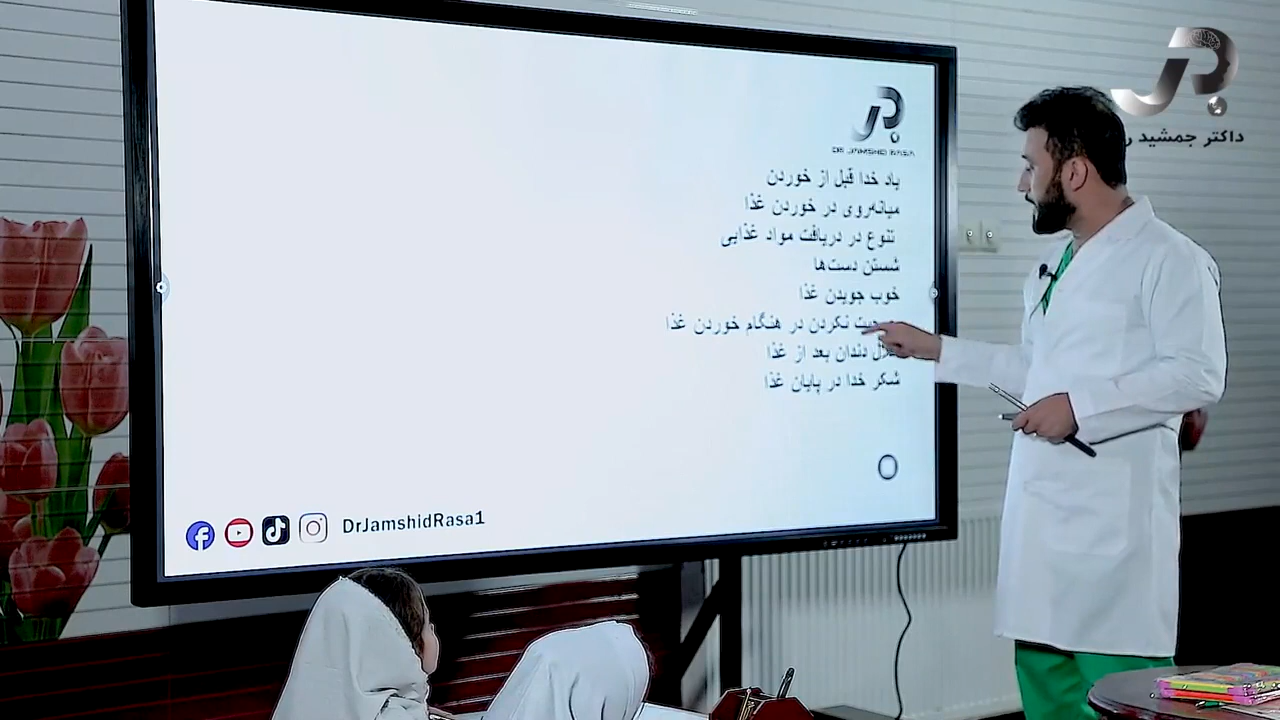 داکتر جمشید
DR JAMSHID RASA
یاد خدا قبل از خوردن
میانه‌روی در خوردن غذا
تنوع در دریافت مواد غذایی
شستن دست‌ها
خوب جویدن غذا
نکردن در هنگام خوردن غذا
دندان بعد از غذا
شکر خدا در پایان غذا
DrJamshidRasa1